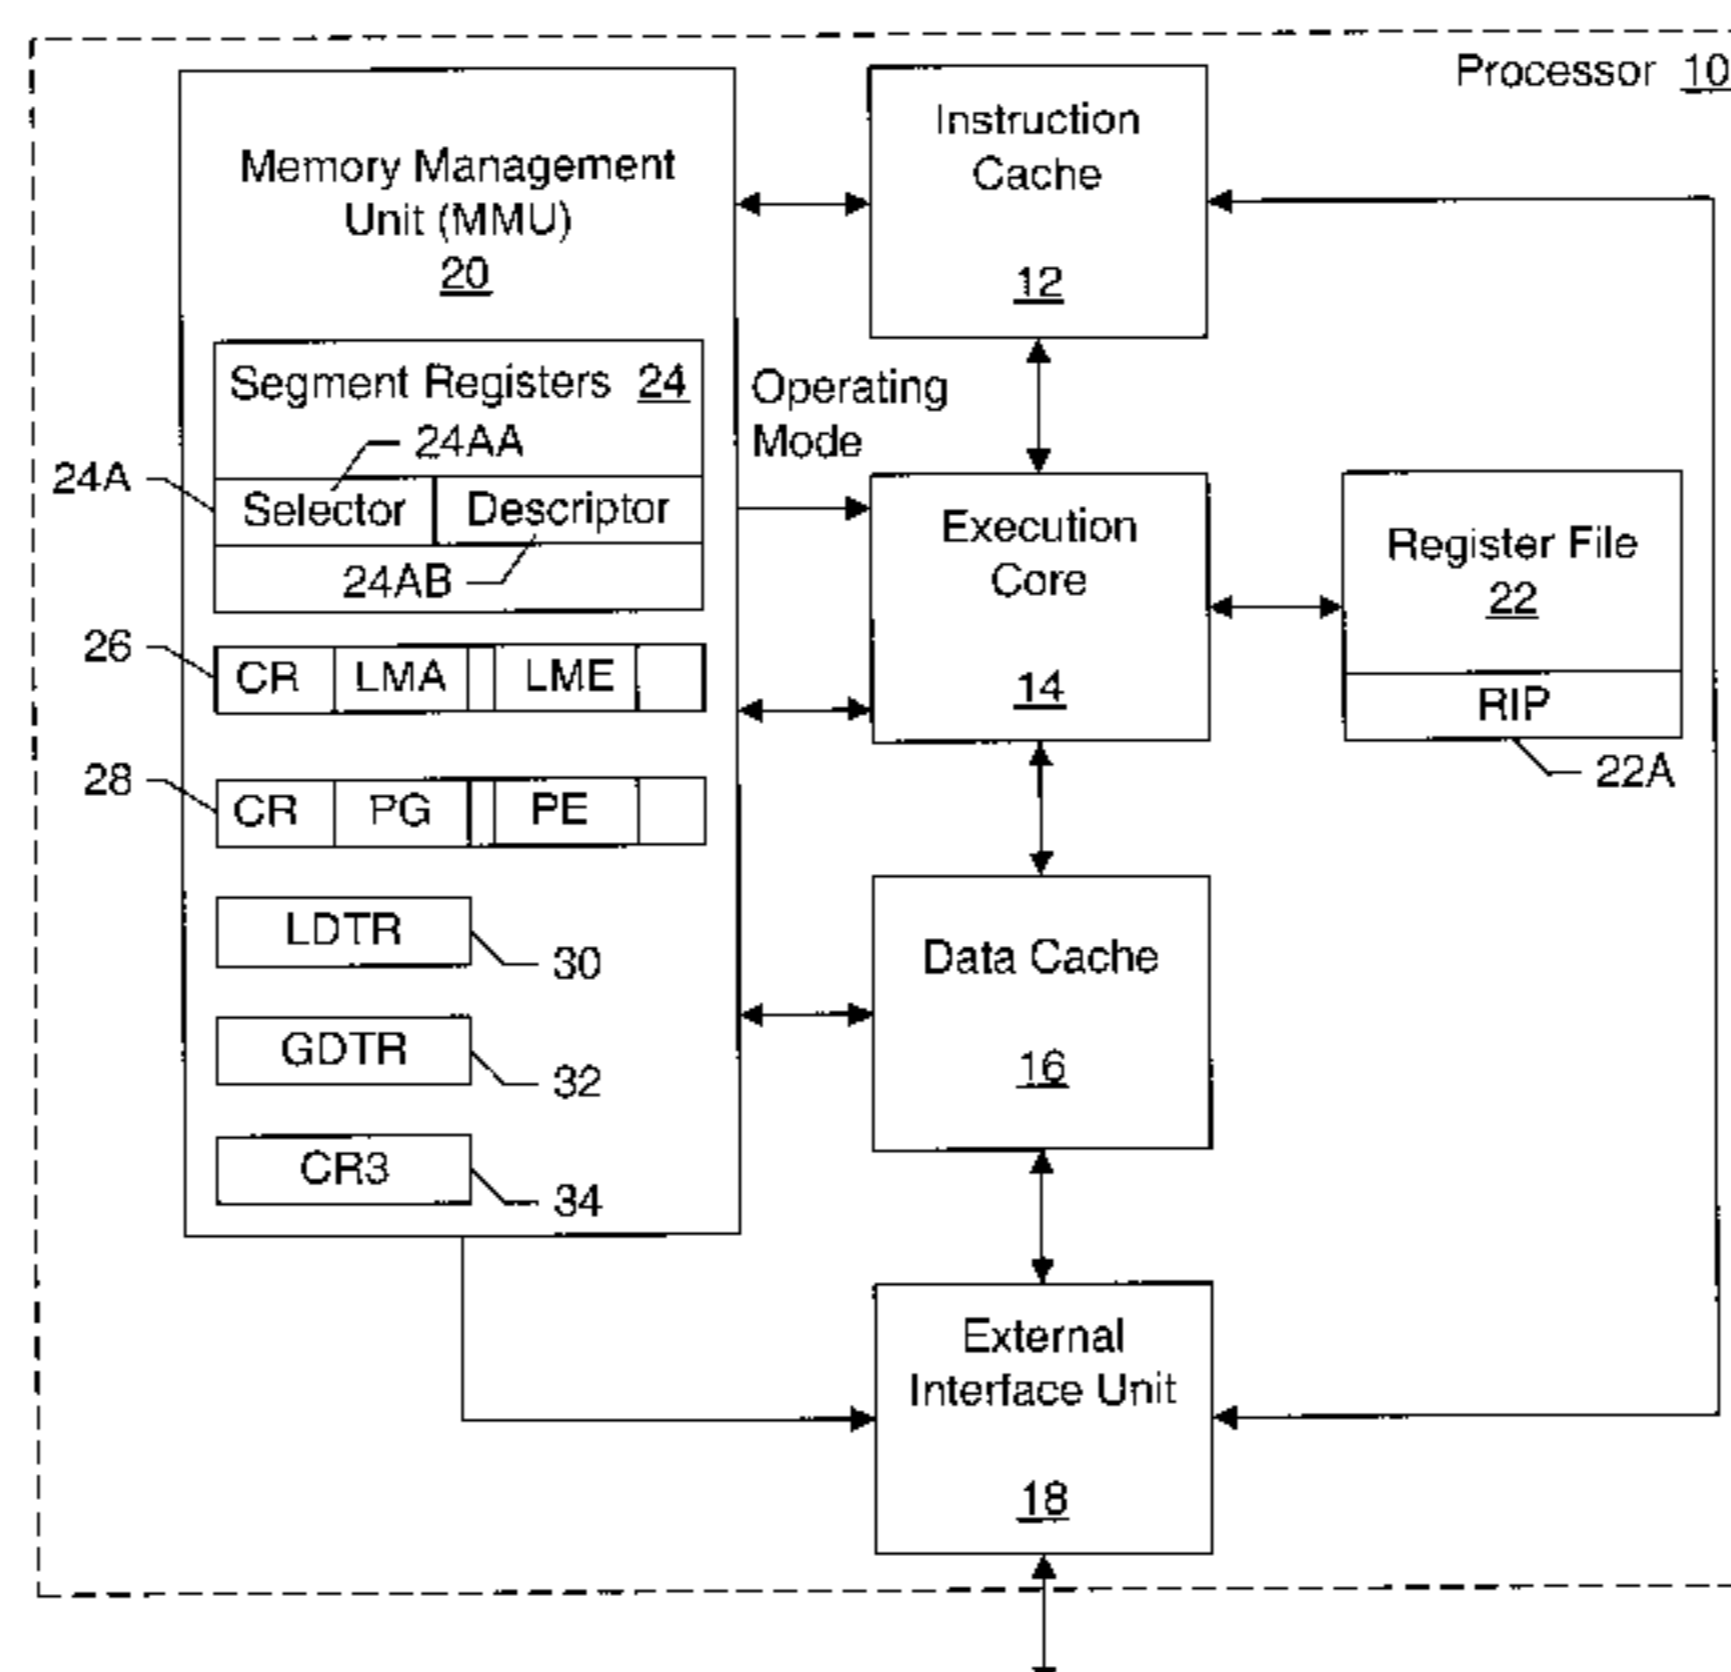 Processor 10
Instruction
Cache
12
Memory Management
Unit (MMU)
20
Segment Registers 24
24AA
24A
Selector
Descriptor
24AB
Operating
Mode
Execution
Core
14
Register File
22
RIP
22A
26
CR
LMA
LME
28
CR
PG
PE
LDTR
30
GDTR
32
CR3
34
Data Cache
16
External
Interface Unit
18